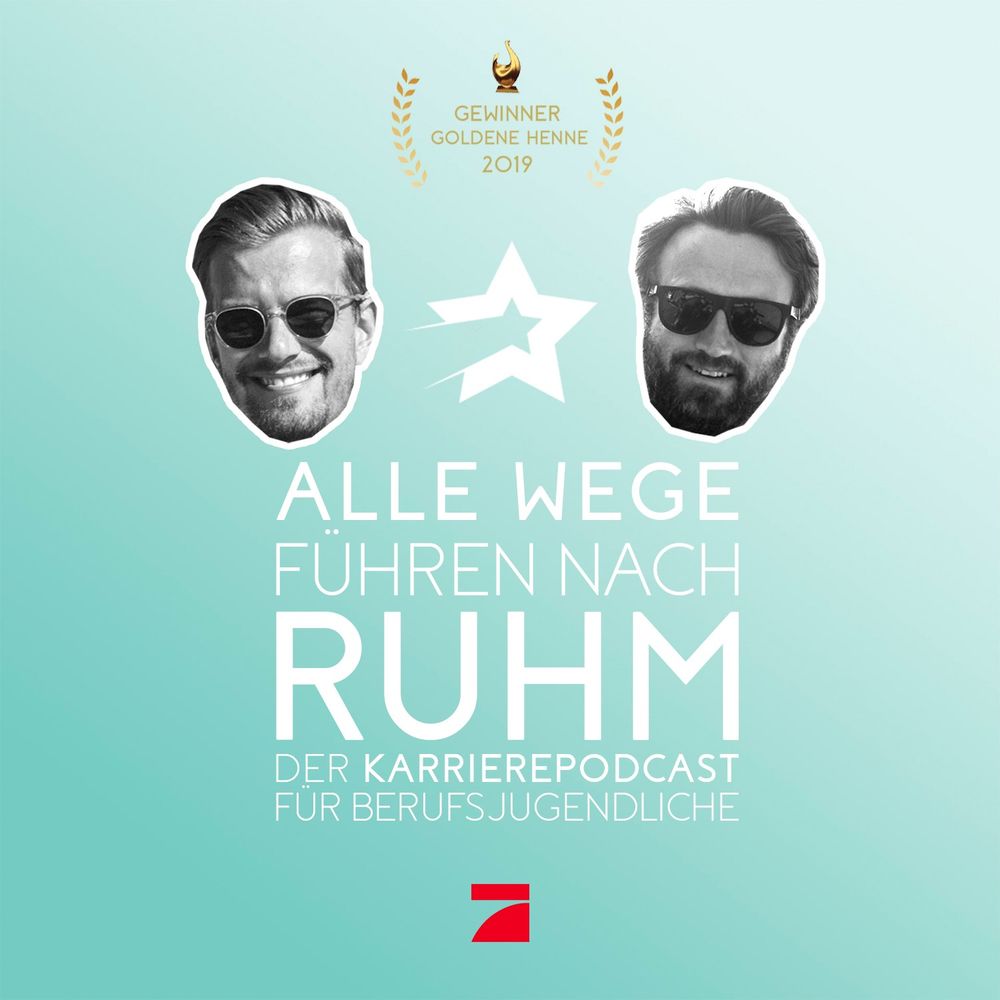 GEWINNER
GOLDENE HENNE
2019
ALLE WEGE
FÜHREN NACH
RUHM
DER KARRIEREPODCAST
FÜR BERUFSJUGENDLICHE